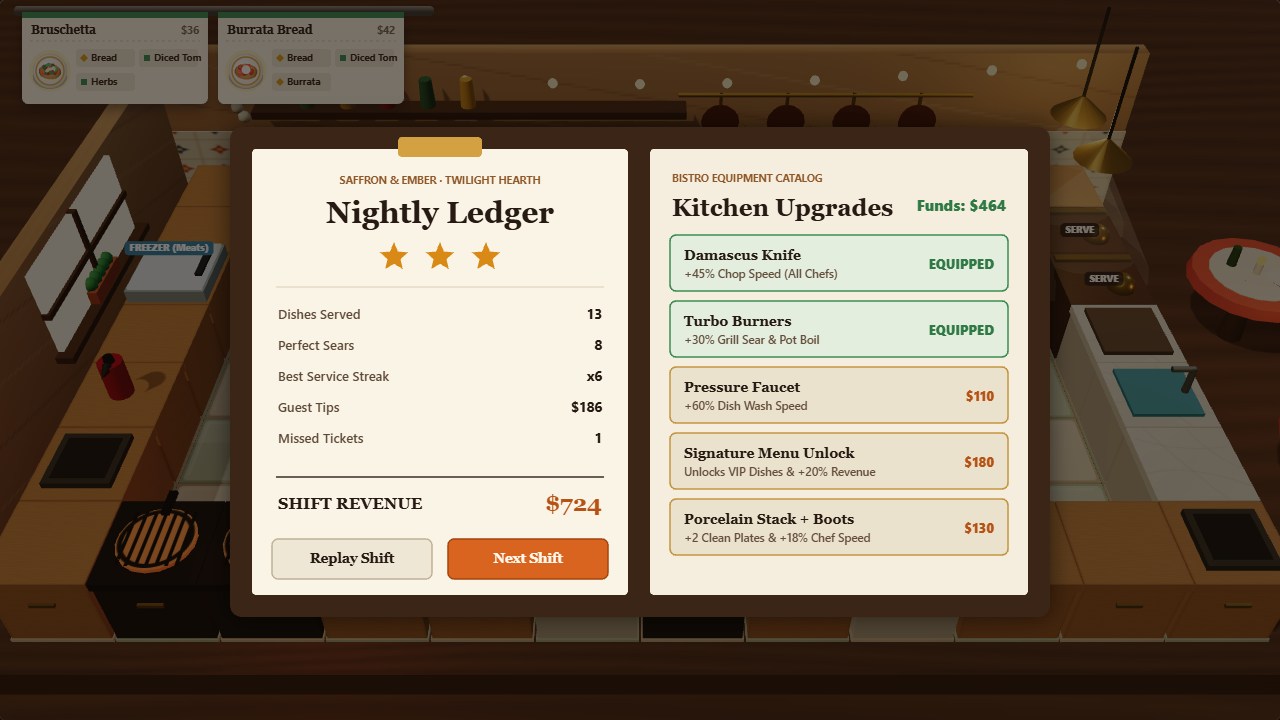 Bruschetta $36
Bread Diced Tom
Herbs
Burrata Bread $42
Bread Diced Tom
Burrata
FREEZER (Meats)
SERVE
SERVE
SAFFRON & EMBER · TWILIGHT HEARTH
Nightly Ledger
Dishes Served 13
Perfect Sears 8
Best Service Streak x6
Guest Tips $186
Missed Tickets 1
SHIFT REVENUE $724
Replay Shift Next Shift
BISTRO EQUIPMENT CATALOG
Kitchen Upgrades Funds: $464
Damascus Knife
+45% Chop Speed (All Chefs)
EQUIPPED
Turbo Burners
+30% Grill Sear & Pot Boil
EQUIPPED
Pressure Faucet
+60% Dish Wash Speed
$110
Signature Menu Unlock
Unlocks VIP Dishes & +20% Revenue
$180
Porcelain Stack + Boots
+2 Clean Plates & +18% Chef Speed
$130